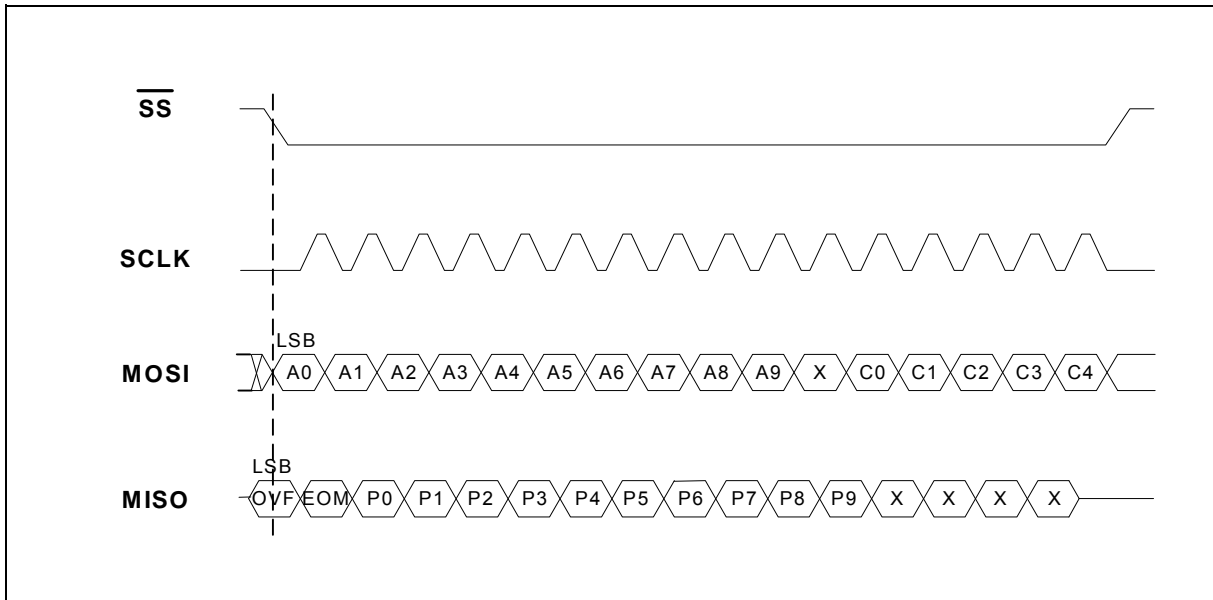 SS
SCLK
LSB
MOSI A0 A1 A2 A3 A4 A5 A6 A7 A8 A9 X C0 C1 C2 C3 C4
LSB
MISO OVF EOM P0 P1 P2 P3 P4 P5 P6 P7 P8 P9 X X X X